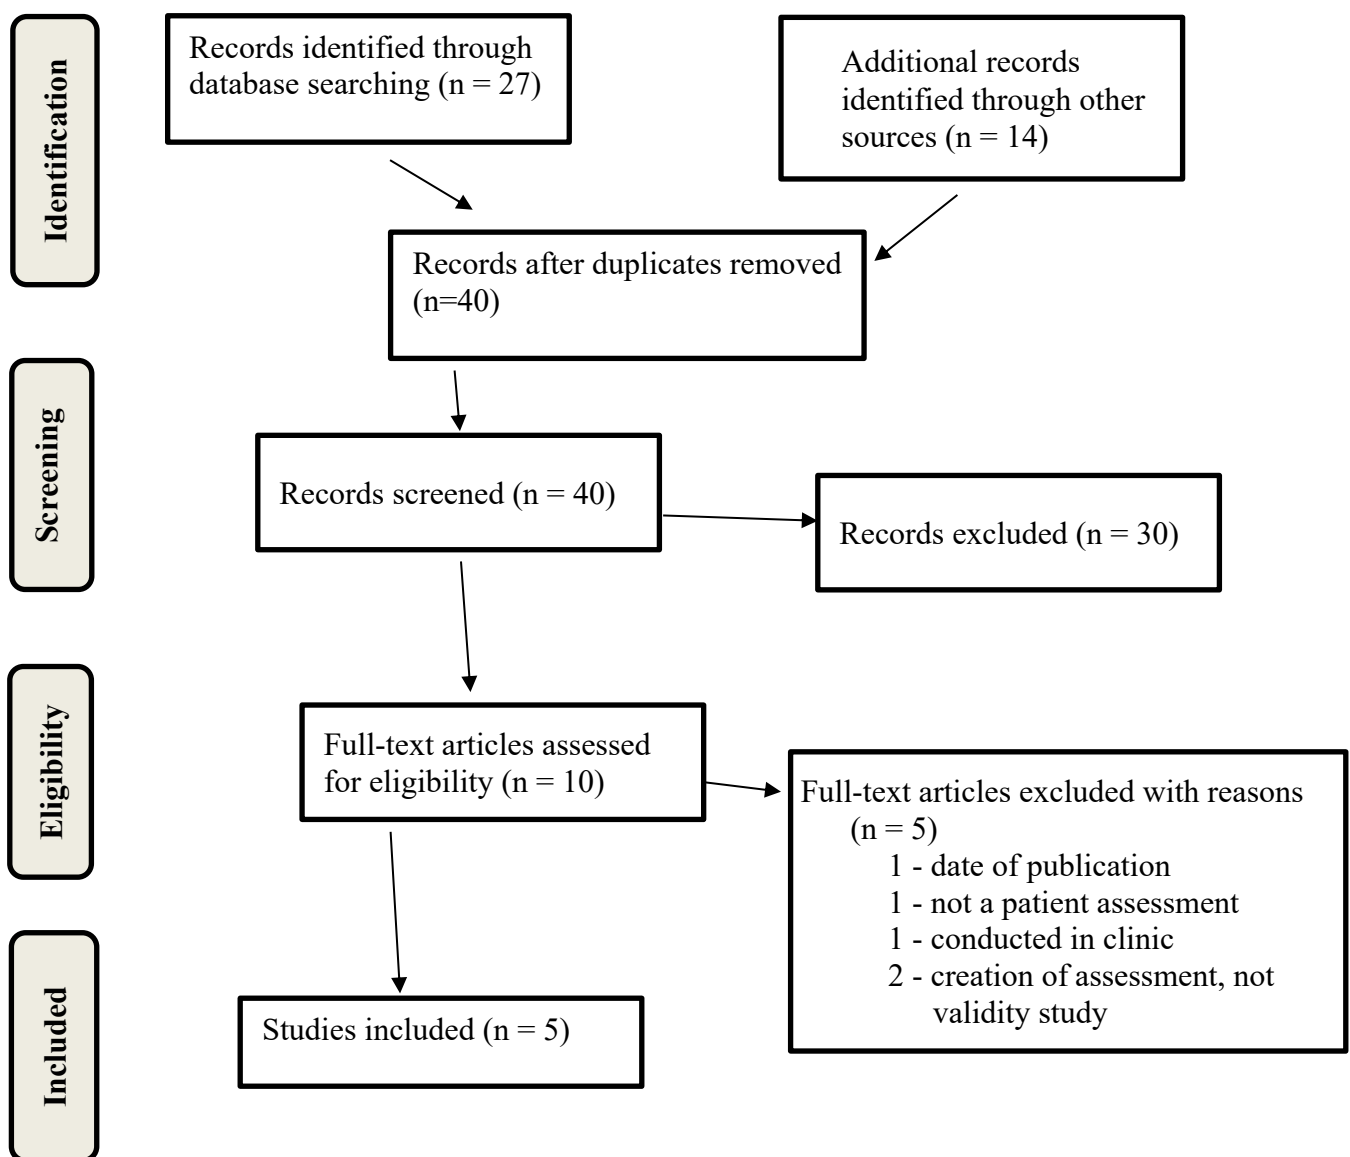 Identification
Records identified through
database searching (n = 27)
Additional records
identified through other
sources (n = 14)
Records after duplicates removed
(n=40)
Screening
Records screened (n = 40)
Records excluded (n = 30)
Eligibility
Full-text articles assessed
for eligibility (n = 10)
Full-text articles excluded with reasons
(n = 5)
1 - date of publication
1 - not a patient assessment
1 - conducted in clinic
2 - creation of assessment, not
validity study
Included
Studies included (n = 5)